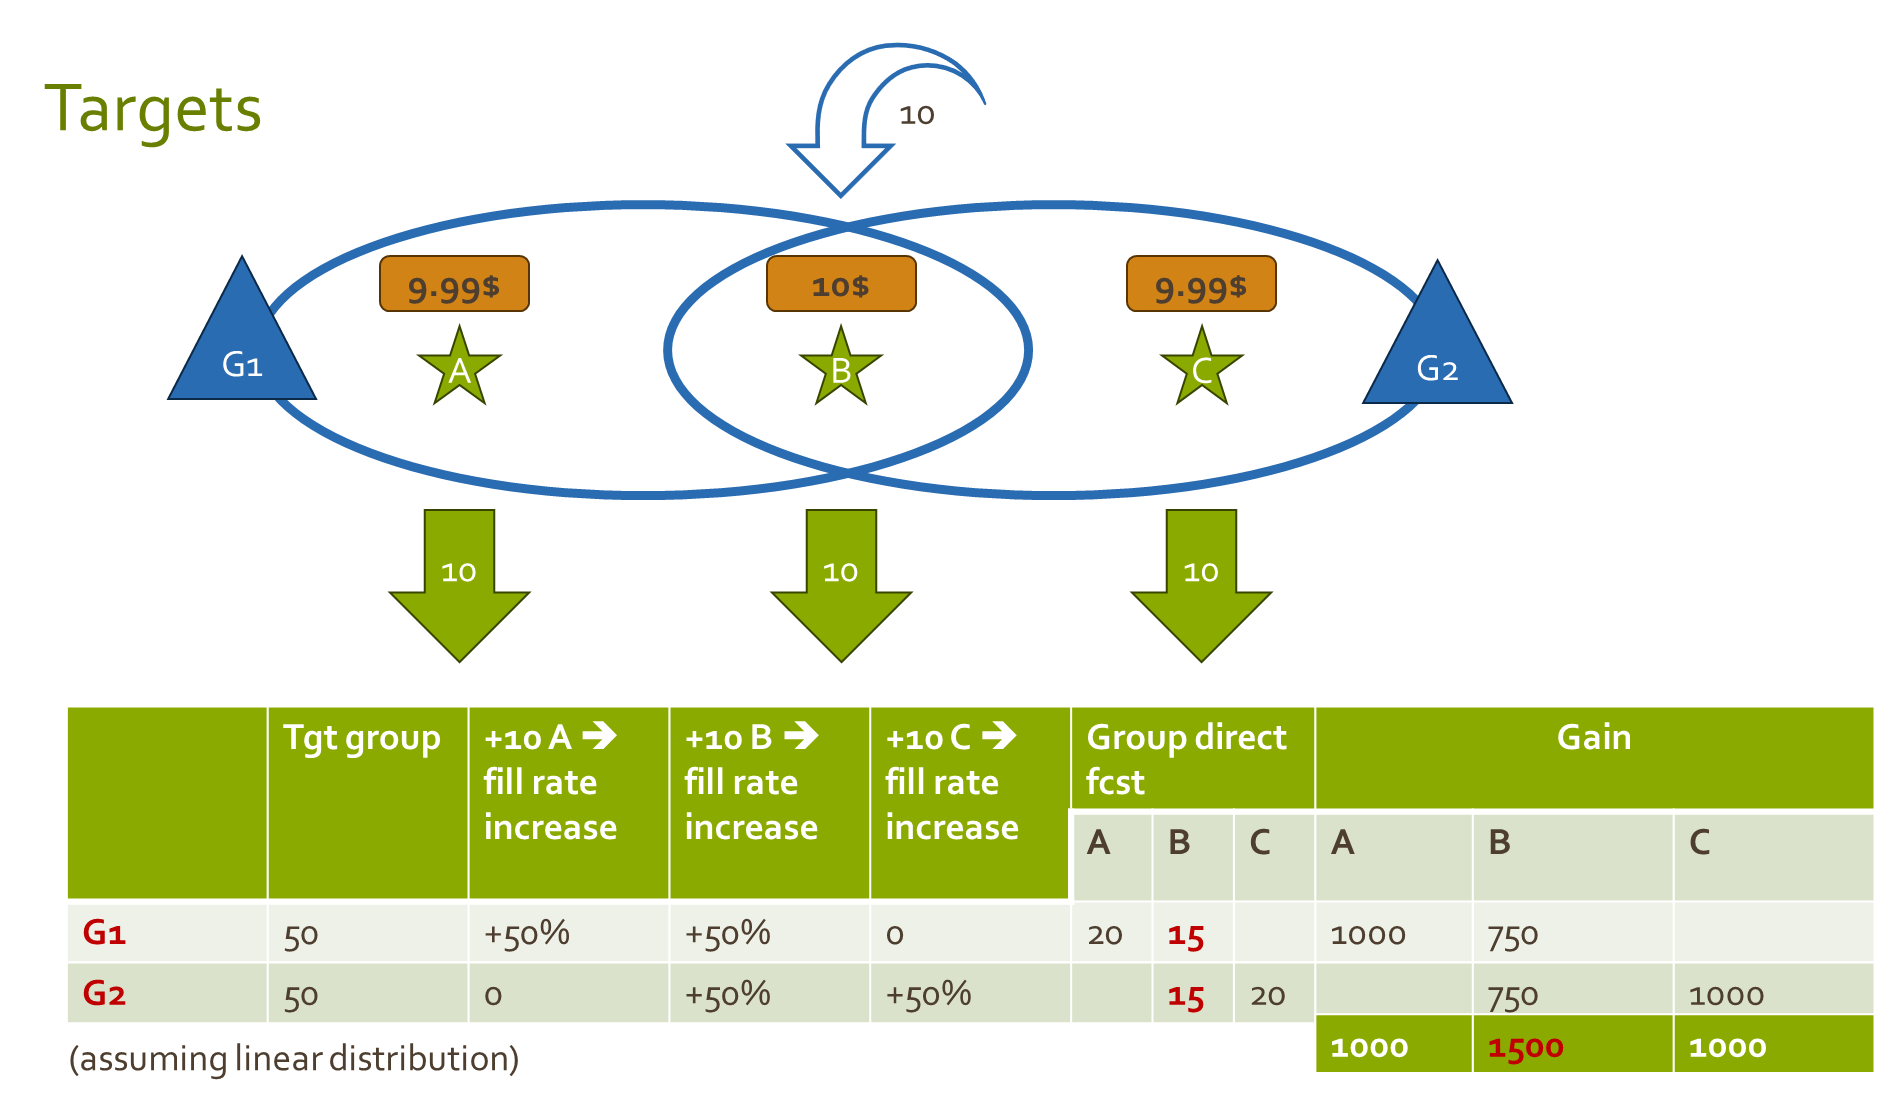 Targets
10
9.99$
10$
9.99$
G1
A
B
C
G2
10
10
10
Tgt group
+10 A 🡺
fill rate
increase
+10 B 🡺
fill rate
increase
+10 C 🡺
fill rate
increase
Group direct
fcst
Gain
A B C A B C
G1 50 +50% +50% 0 20 15 1000 750
G2 50 0 +50% +50% 15 20 750 1000
1000 1500 1000
(assuming linear distribution)